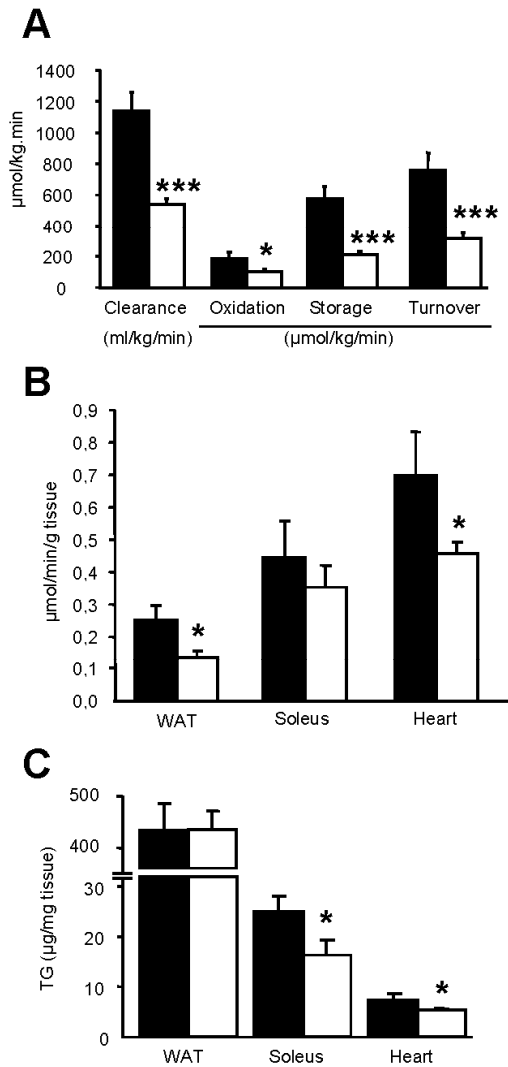 A
µmol/kg.min
1400
1200
1000
800
600
400
200
0
*** * *** ***
Clearance Oxidation Storage Turnover
(ml/kg/min) (µmol/kg/min)
B
µmol/min/g tissue
0,9
0,8
0,7
0,6
0,5
0,4
0,3
0,2
0,1
0,0
* *
WAT Soleus Heart
C
TG (µg/mg tissue)
500
400
30
20
10
0
* *
WAT Soleus Heart